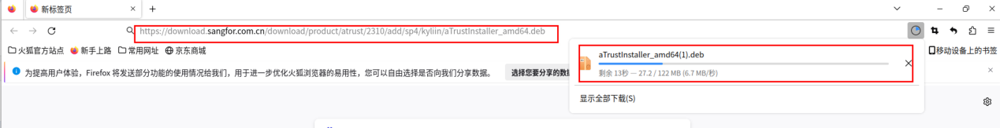 新标签页
https://download.sangfor.com.cn/download/product/atrust/2310/add/sp4/kyliin/aTrustInstaller_amd64.deb
火狐官方站点 新手上路 常用网址 京东商城
移动设备上的书签
aTrustInstaller_amd64(1).deb
剩余 13秒 — 27.2 / 122 MB (6.7 MB/秒)
为提高用户体验，Firefox 将发送部分功能的使用情况给我们，用于进一步优化火狐浏览器的易用性，您可以自由选择是否向我们分享数据。 选择您要分享的数据
显示全部下载(S)